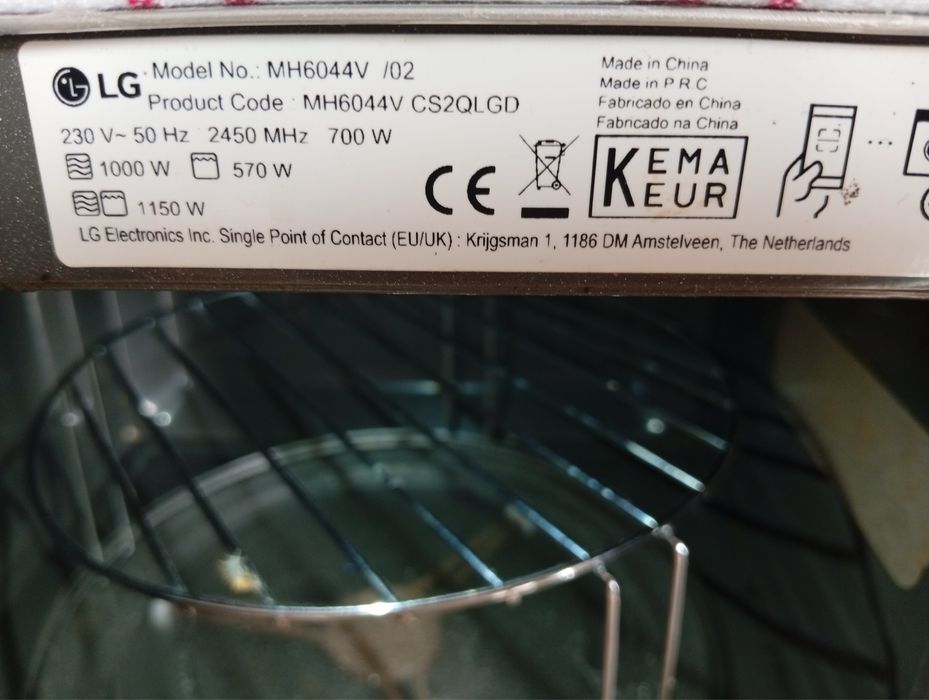 LG
Model No.: MH6044V /02
Product Code : MH6044V CS2QLGD
230 V~ 50 Hz 2450 MHz 700 W
1000 W 570 W
1150 W
LG Electronics Inc. Single Point of Contact (EU/UK) : Krijgsman 1, 1186 DM Amstelveen, The Netherlands
CE
Made in China
Made in P R C
Fabricado en China
Fabricado na China
KEMA
KEUR
...